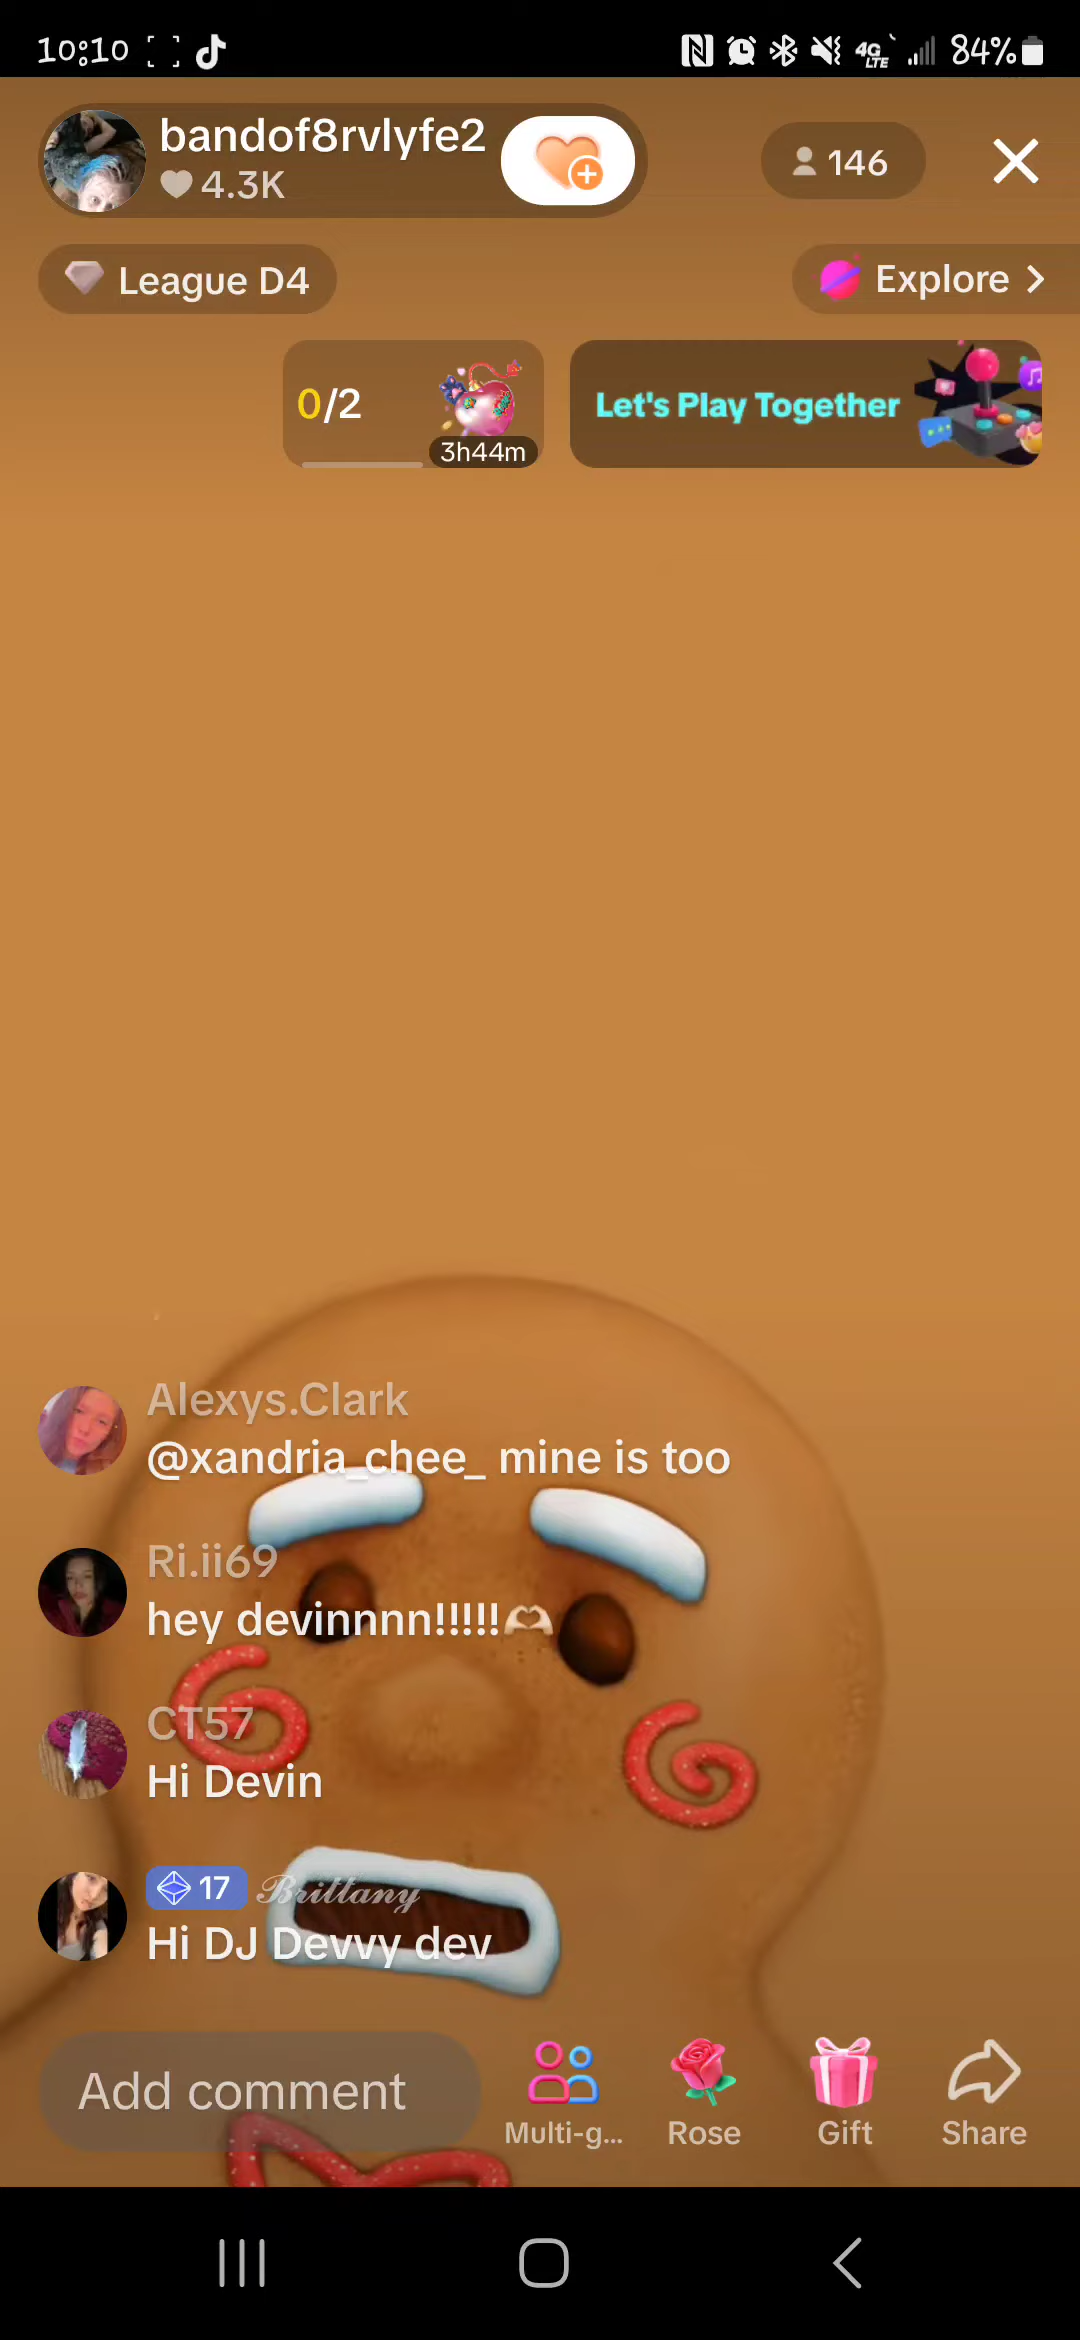 10:10
4G LTE 84%
bandof8rvlyfe2
4.3K
146
League D4
Explore
0/2
3h44m
Let's Play Together
Alexys.Clark
@xandria_chee_ mine is too
Ri.ii69
hey devinnnn!!!!!🫶🏻
CT57
Hi Devin
17 𝓑𝓻𝓲𝓽𝓽𝓪𝓷𝔂
Hi DJ Devvy dev
Add comment
Multi-g...
Rose
Gift
Share